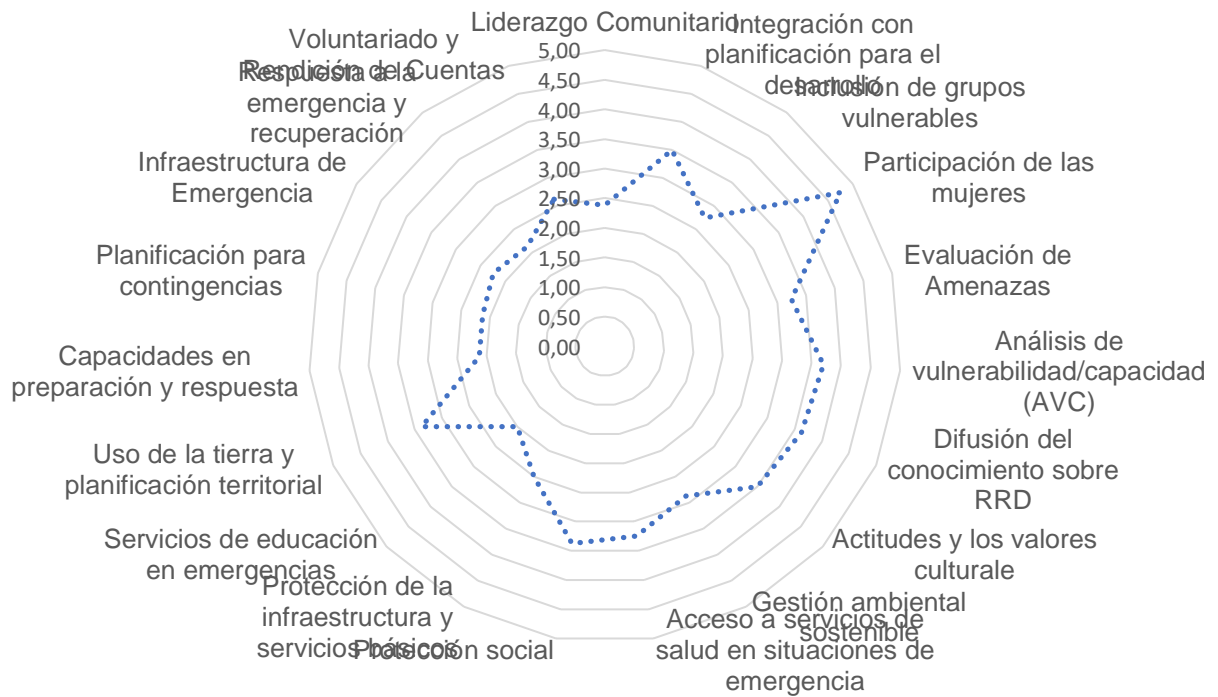 Liderazgo Comunitario
Integración con
planificación para el
desarrollo
Inclusión de grupos
vulnerables
Participación de las
mujeres
Evaluación de
Amenazas
Análisis de
vulnerabilidad/capacidad
(AVC)
Difusión del
conocimiento sobre
RRD
Actitudes y los valores
culturale
Gestión ambiental
sostenible
Acceso a servicios de
salud en situaciones de
emergencia
Protección social
Protección de la
infraestructura y
servicios básicos
Servicios de educación
en emergencias
Uso de la tierra y
planificación territorial
Capacidades en
preparación y respuesta
Planificación para
contingencias
Infraestructura de
Emergencia
Respuesta a la
emergencia y
recuperación
Voluntariado y
Rendición de Cuentas
5,00
4,50
4,00
3,50
3,00
2,50
2,00
1,50
1,00
0,50
0,00